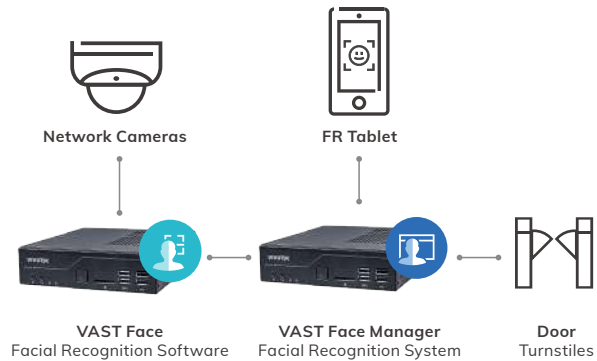 Network Cameras
FR Tablet
VAST Face
Facial Recognition Software
VAST Face Manager
Facial Recognition System
Door
Turnstiles